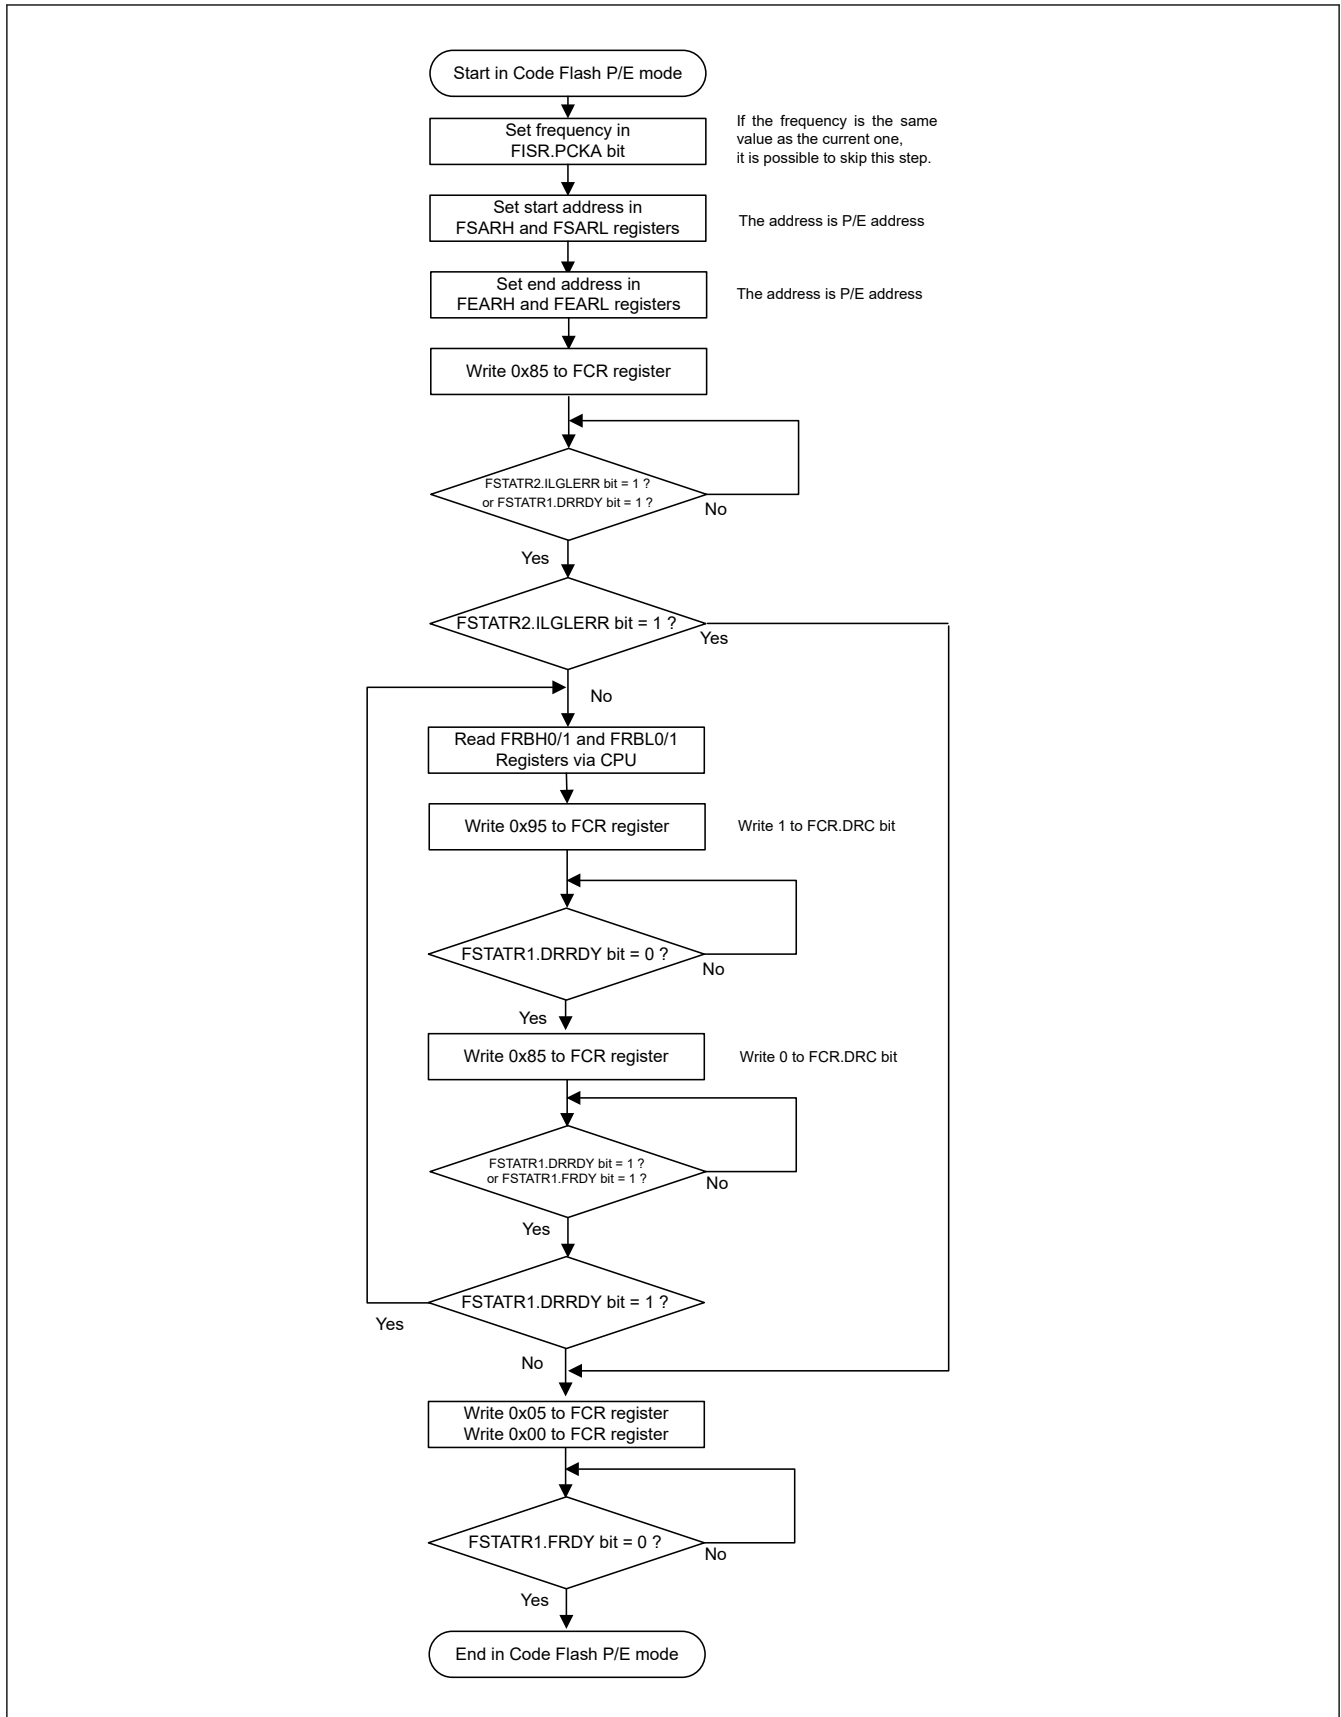 Start in Code Flash P/E mode
Set frequency in
FISR.PCKA bit
If the frequency is the same
value as the current one,
it is possible to skip this step.
Set start address in
FSARH and FSARL registers
The address is P/E address
Set end address in
FEARH and FEARL registers
The address is P/E address
Write 0x85 to FCR register
FSTATR2.ILGLERR bit = 1 ?
or FSTATR1.DRRDY bit = 1 ?
No
Yes
FSTATR2.ILGLERR bit = 1 ?
Yes
No
Read FRBH0/1 and FRBL0/1
Registers via CPU
Write 0x95 to FCR register
Write 1 to FCR.DRC bit
FSTATR1.DRRDY bit = 0 ?
No
Yes
Write 0x85 to FCR register
Write 0 to FCR.DRC bit
FSTATR1.DRRDY bit = 1 ?
or FSTATR1.FRDY bit = 1 ?
No
Yes
FSTATR1.DRRDY bit = 1 ?
Yes
No
Write 0x05 to FCR register
Write 0x00 to FCR register
FSTATR1.FRDY bit = 0 ?
No
Yes
End in Code Flash P/E mode